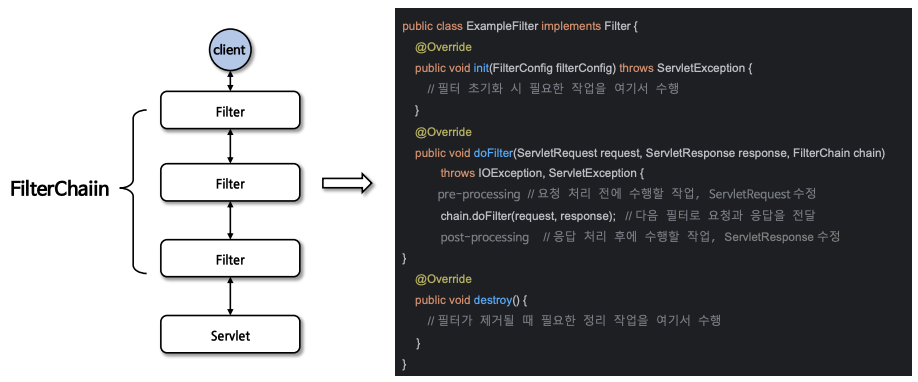 client
Filter
Filter
Filter
Servlet
FilterChaiin
public class ExampleFilter implements Filter {
@Override
public void init(FilterConfig filterConfig) throws ServletException {
// 필터 초기화 시 필요한 작업을 여기서 수행
}
@Override
public void doFilter(ServletRequest request, ServletResponse response, FilterChain chain)
throws IOException, ServletException {
pre-processing // 요청 처리 전에 수행할 작업, ServletRequest 수정
chain.doFilter(request, response); // 다음 필터로 요청과 응답을 전달
post-processing // 응답 처리 후에 수행할 작업, ServletResponse 수정
}
@Override
public void destroy() {
// 필터가 제거될 때 필요한 정리 작업을 여기서 수행
}
}